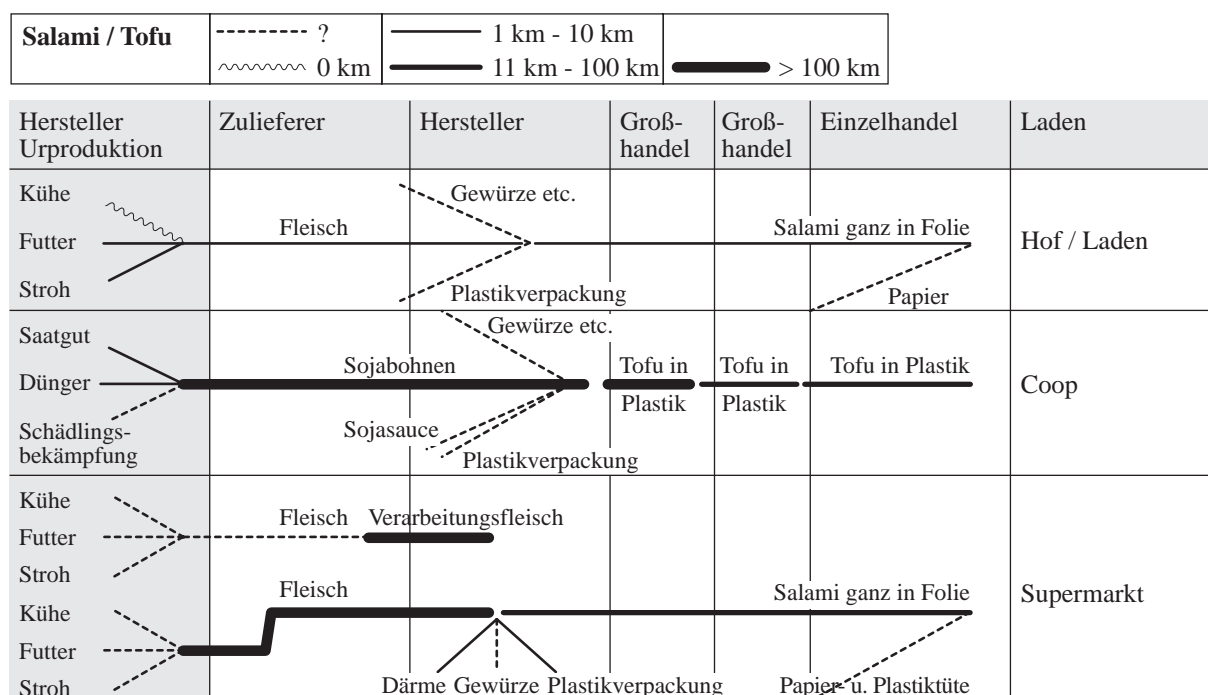 Salami / Tofu
?
1 km - 10 km
0 km
11 km - 100 km
> 100 km
Hersteller
Urproduktion
Zulieferer
Hersteller
Groß-
handel
Groß-
handel
Einzelhandel
Laden
Kühe
Gewürze etc.
Fleisch
Salami ganz in Folie
Futter
Hof / Laden
Stroh
Plastikverpackung
Papier
Saatgut
Gewürze etc.
Sojabohnen
Tofu in
Plastik
Tofu in
Plastik
Tofu in Plastik
Dünger
Coop
Schädlings-
bekämpfung
Sojasauce
Plastikverpackung
Kühe
Fleisch
Verarbeitungsfleisch
Futter
Stroh
Fleisch
Salami ganz in Folie
Supermarkt
Kühe
Futter
Stroh
Därme Gewürze Plastikverpackung
Papier- u. Plastiktüte